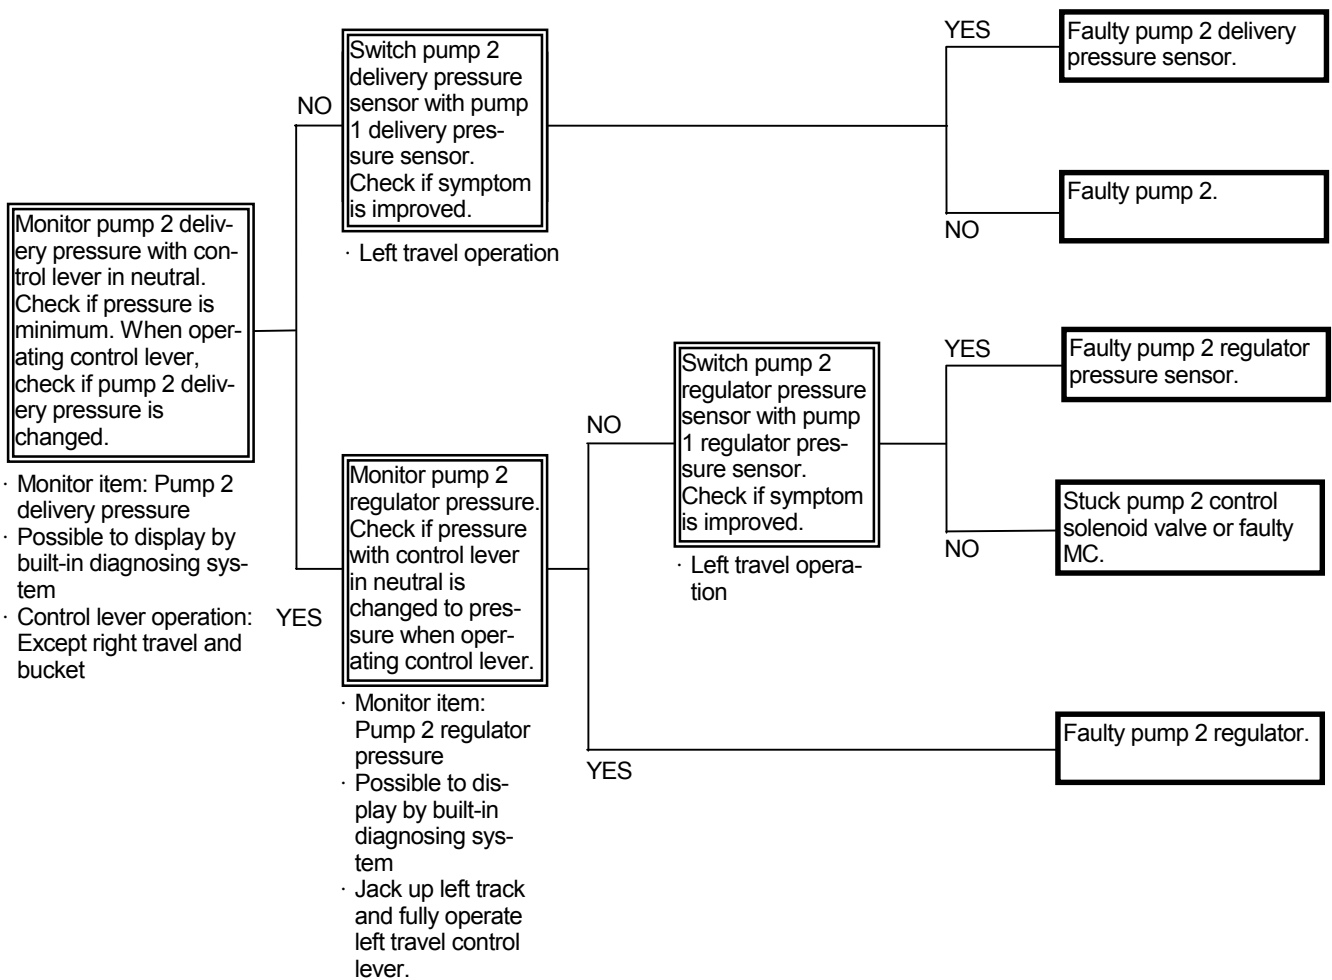 Monitor pump 2 deliv-
ery pressure with con-
trol lever in neutral.
Check if pressure is
minimum. When oper-
ating control lever,
check if pump 2 deliv-
ery pressure is
changed.
· Monitor item: Pump 2
delivery pressure
· Possible to display by
built-in diagnosing sys-
tem
· Control lever operation:
Except right travel and
bucket
NO
Switch pump 2
delivery pressure
sensor with pump
1 delivery pres-
sure sensor.
Check if symptom
is improved.
· Left travel operation
YES
Faulty pump 2 delivery
pressure sensor.
NO
Faulty pump 2.
YES
Monitor pump 2
regulator pressure.
Check if pressure
with control lever
in neutral is
changed to pres-
sure when oper-
ating control lever.
· Monitor item:
Pump 2 regulator
pressure
· Possible to dis-
play by built-in
diagnosing sys-
tem
· Jack up left track
and fully operate
left travel control
lever.
NO
Switch pump 2
regulator pressure
sensor with pump
1 regulator pres-
sure sensor.
Check if symptom
is improved.
· Left travel opera-
tion
YES
Faulty pump 2 regulator
pressure sensor.
NO
Stuck pump 2 control
solenoid valve or faulty
MC.
YES
Faulty pump 2 regulator.